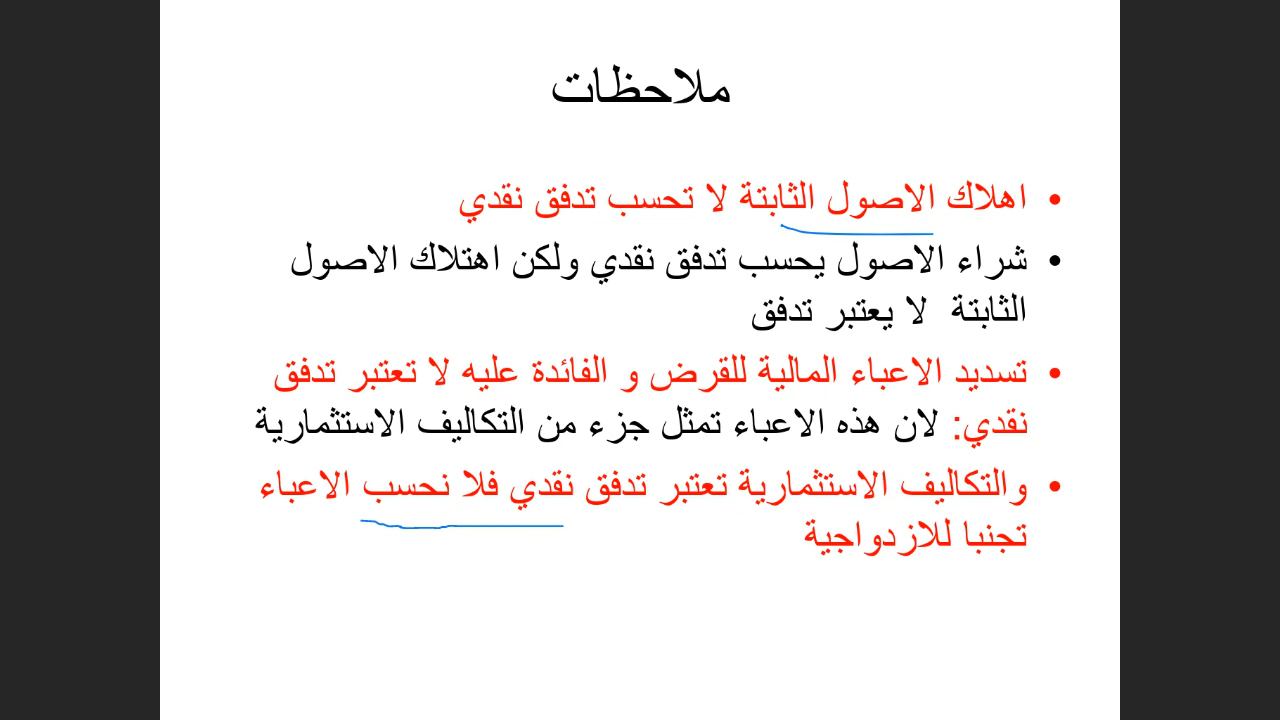 ملاحظات
• اهلاك الاصول الثابتة لا تحسب تدفق نقدي
• شراء الاصول يحسب تدفق نقدي ولكن اهتلاك الاصول
الثابتة لا يعتبر تدفق
• تسديد الاعباء المالية للقرض و الفائدة عليه لا تعتبر تدفق
نقدي: لان هذه الاعباء تمثل جزء من التكاليف الاستثمارية
• والتكاليف الاستثمارية تعتبر تدفق نقدي فلا نحسب الاعباء
تجنبا للازدواجية